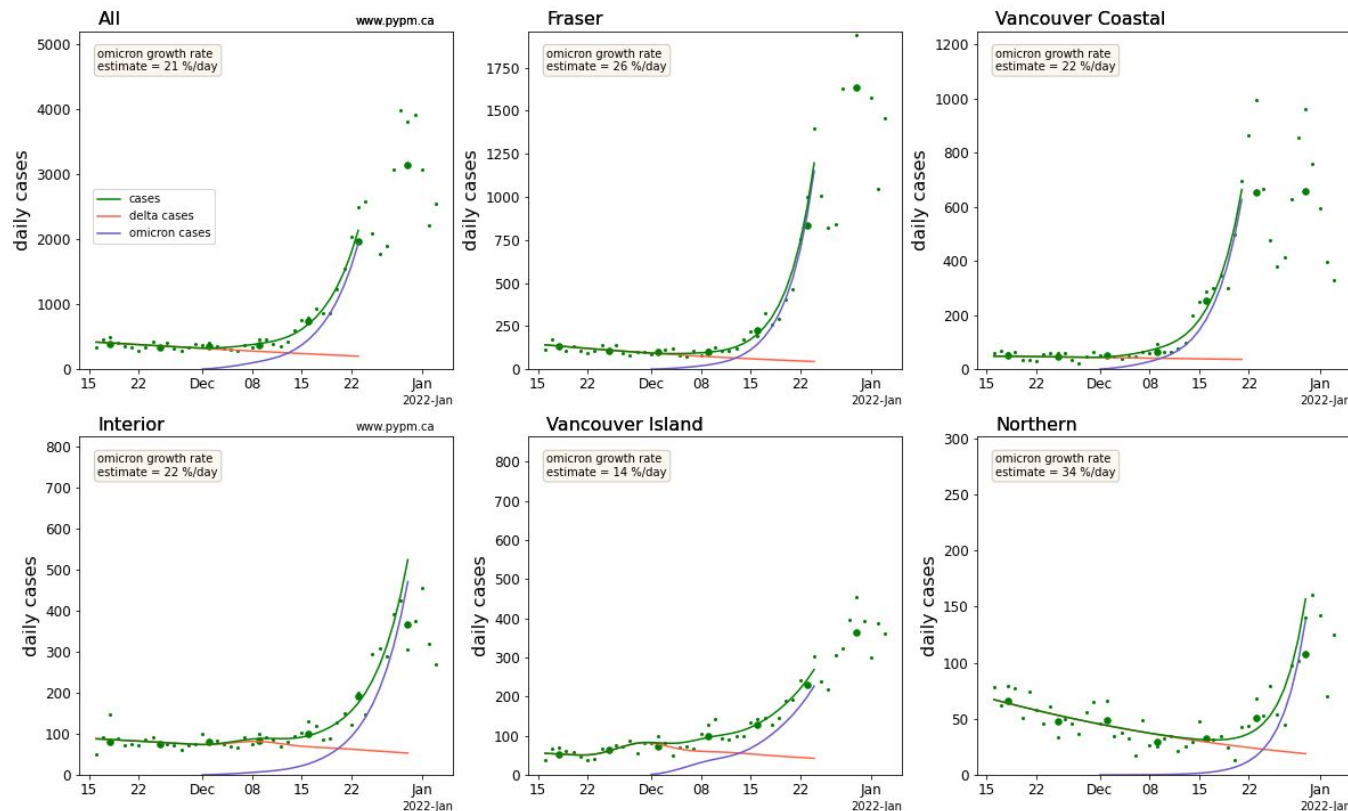 All www.pypm.ca
omicron growth rate
estimate = 21 %/day
daily cases
5000
4000
3000
2000
1000
0
cases
delta cases
omicron cases
15 22 Dec 08 15 22 Jan
2022-Jan
Fraser
omicron growth rate
estimate = 26 %/day
daily cases
1750
1500
1250
1000
750
500
250
0
15 22 Dec 08 15 22 Jan
2022-Jan
Vancouver Coastal
omicron growth rate
estimate = 22 %/day
daily cases
1200
1000
800
600
400
200
0
15 22 Dec 08 15 22 Jan
2022-Jan
Interior www.pypm.ca
omicron growth rate
estimate = 22 %/day
daily cases
800
700
600
500
400
300
200
100
0
15 22 Dec 08 15 22 Jan
2022-Jan
Vancouver Island
omicron growth rate
estimate = 14 %/day
daily cases
800
700
600
500
400
300
200
100
0
15 22 Dec 08 15 22 Jan
2022-Jan
Northern
omicron growth rate
estimate = 34 %/day
daily cases
300
250
200
150
100
50
0
15 22 Dec 08 15 22 Jan
2022-Jan